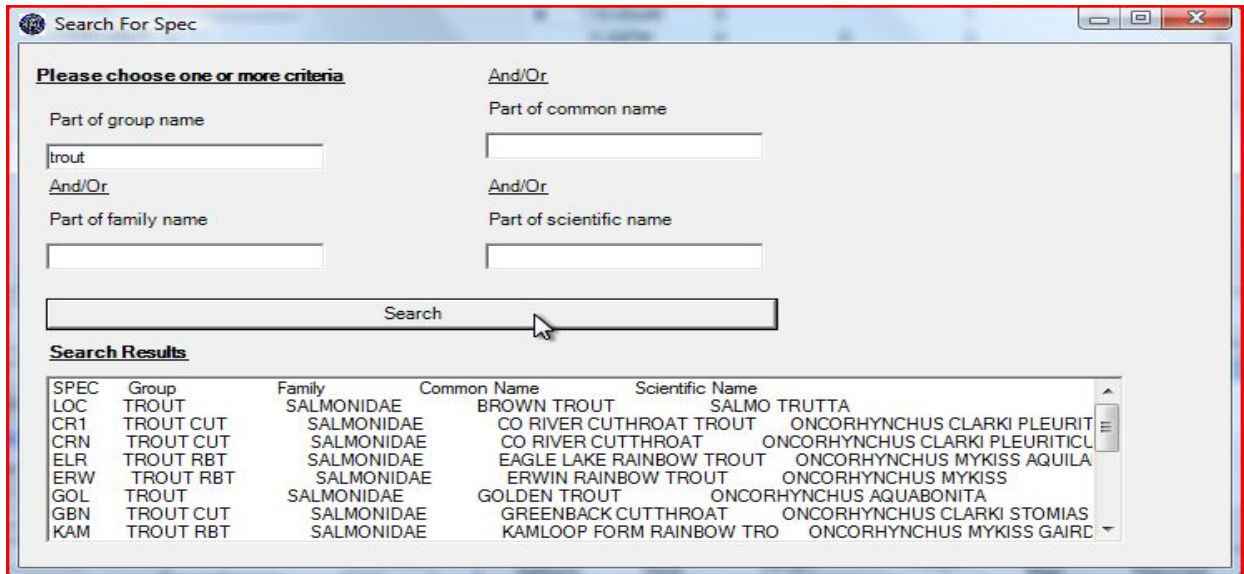 Search For Spec
Please choose one or more criteria
Part of group name
trout
And/Or
Part of common name
And/Or
Part of family name
And/Or
Part of scientific name
Search
Search Results
SPEC Group Family Common Name Scientific Name
LOC TROUT SALMONIDAE BROWN TROUT SALMO TRUTTA
CR1 TROUT CUT SALMONIDAE CO RIVER CUTHROAT TROUT ONCORHYNCHUS CLARKI PLEURIT
CRN TROUT CUT SALMONIDAE CO RIVER CUTTHROAT ONCORHYNCHUS CLARKI PLEURITICU
ELR TROUT RBT SALMONIDAE EAGLE LAKE RAINBOW TROUT ONCORHYNCHUS MYKISS AQUILA
ERW TROUT RBT SALMONIDAE ERWIN RAINBOW TROUT ONCORHYNCHUS MYKISS
GOL TROUT SALMONIDAE GOLDEN TROUT ONCORHYNCHUS AQUABONITA
GBN TROUT CUT SALMONIDAE GREENBACK CUTTHROAT ONCORHYNCHUS CLARKI STOMIAS
KAM TROUT RBT SALMONIDAE KAMLOOP FORM RAINBOW TRO ONCORHYNCHUS MYKISS GAIRD